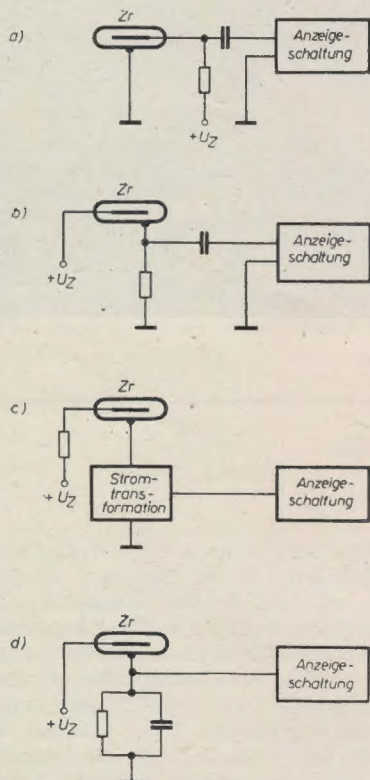 a)
Zr
Anzeige-
schaltung
+U_Z
b)
Zr
Anzeige-
schaltung
+U_Z
c)
Zr
+U_Z
Strom-
trans-
formation
Anzeige-
schaltung
d)
Zr
Anzeige-
schaltung
+U_Z